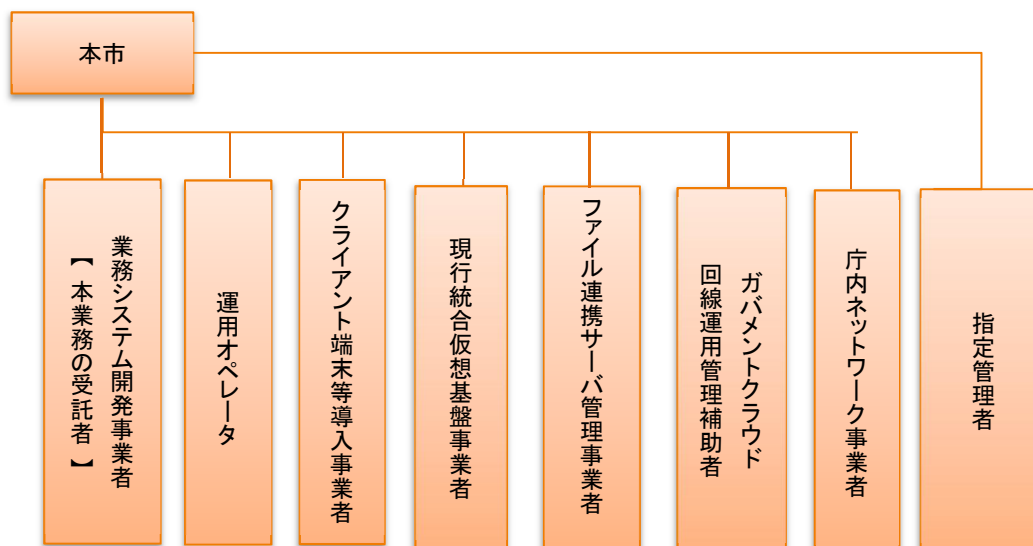 本市
業務システム開発事業者
【 本業務の受託者 】
運用オペレータ
クライアント端末等導入事業者
現行統合仮想基盤事業者
ファイル連携サーバ管理事業者
ガバメントクラウド
回線運用管理補助者
庁内ネットワーク事業者
指定管理者